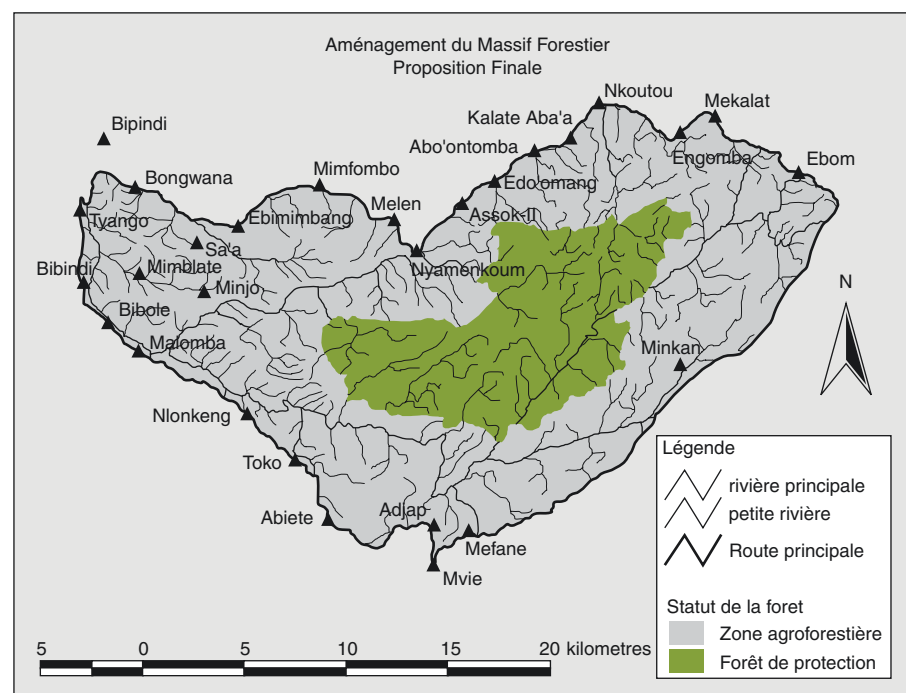 Aménagement du Massif Forestier
Proposition Finale
Nkoutou
Mekalat
Kalate Aba'a
Bipindi
Abo'ontomba
Engomba
Ebom
Mimfombo
Bongwana
Edo'omang
Melen
Assok-II
Tyango
Ebimimbang
Sa'a
Nyamenkoum
Bibindi
Mimblate
Minjo
N
Bibole
Malomba
Minkan
Nlonkeng
Toko
Abiete
Adjap
Mefane
Mvie
Légende
rivière principale
petite rivière
Route principale
Statut de la foret
Zone agroforestière
Forêt de protection
5 0 5 10 15 20 kilometres